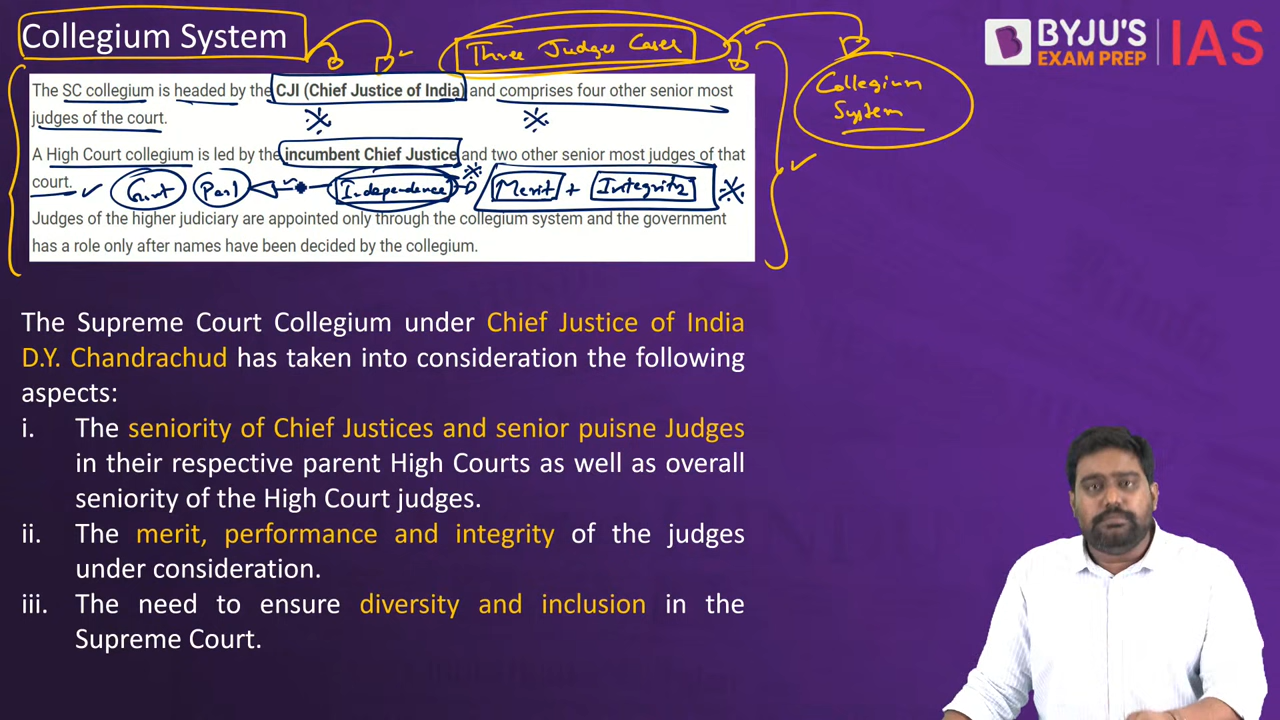 Collegium System
Three Judges Cases
BYJU'S
EXAM PREP
IAS
The SC collegium is headed by the CJI (Chief Justice of India) and comprises four other senior most
judges of the court.
Collegium
System
A High Court collegium is led by the incumbent Chief Justice and two other senior most judges of that
court.
Govt Parl Independence Merit + Integrity
Judges of the higher judiciary are appointed only through the collegium system and the government
has a role only after names have been decided by the collegium.
The Supreme Court Collegium under Chief Justice of India
D.Y. Chandrachud has taken into consideration the following
aspects:
i. The seniority of Chief Justices and senior puisne Judges
in their respective parent High Courts as well as overall
seniority of the High Court judges.
ii. The merit, performance and integrity of the judges
under consideration.
iii. The need to ensure diversity and inclusion in the
Supreme Court.